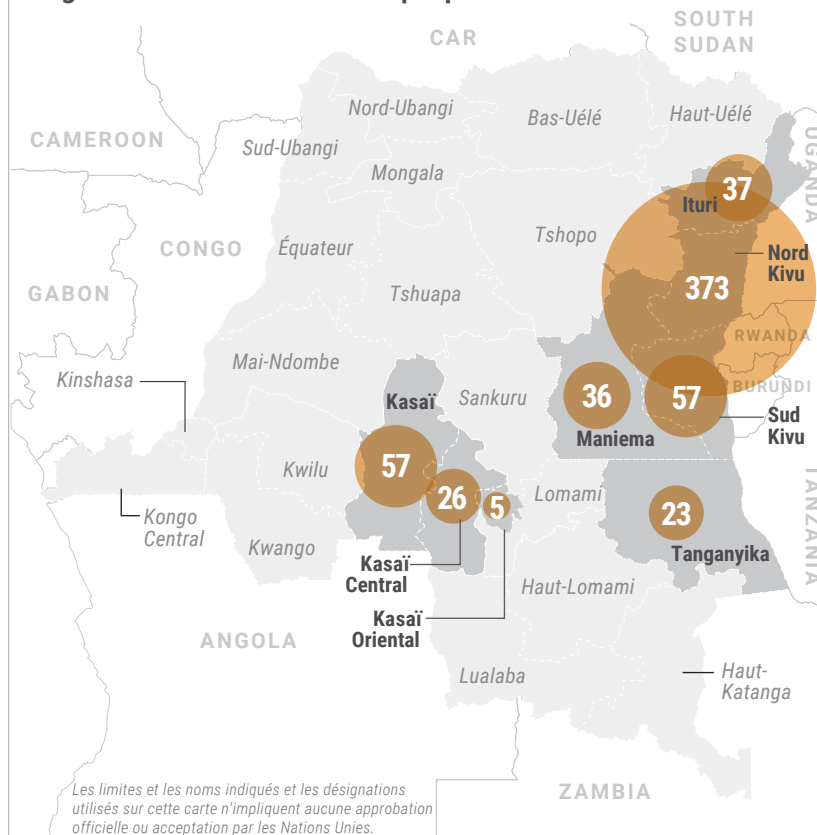 SOUTH
SUDAN
CAR
Nord-Ubangi
Bas-Uélé
Haut-Uélé
CAMEROON
Sud-Ubangi
UGANDA
Mongala
37
Ituri
Tshopo
CONGO
Équateur
Nord
Kivu
373
GABON
Tshuapa
RWANDA
Mai-Ndombe
Kinshasa
BURUNDI
Kasaï
Sankuru
36
57
Sud
Kivu
Maniema
57
Kwilu
26
5
Lomami
TANZANIA
23
Kongo
Central
Kwango
Tanganyika
Kasaï
Central
Haut-Lomami
Kasaï
Oriental
ANGOLA
Lualaba
Haut-
Katanga
ZAMBIA
Les limites et les noms indiqués et les désignations
utilisés sur cette carte n'impliquent aucune approbation
officielle ou acceptation par les Nations Unies.